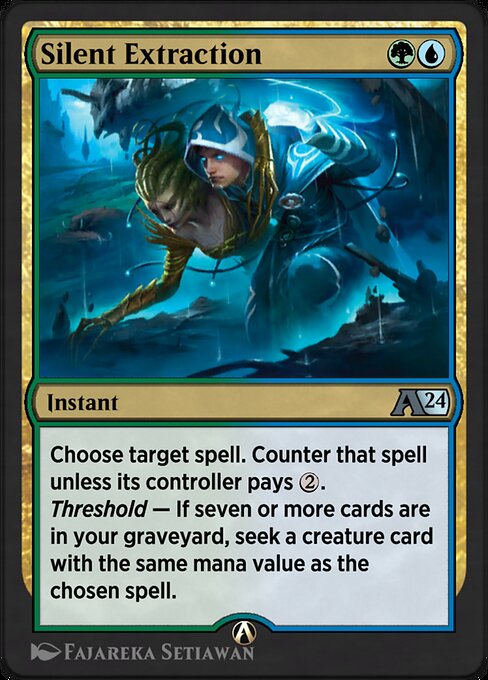 Silent Extraction
Instant
A24
Choose target spell. Counter that spell
unless its controller pays 2.
Threshold — If seven or more cards are
in your graveyard, seek a creature card
with the same mana value as the
chosen spell.
A
Fajareka Setiawan